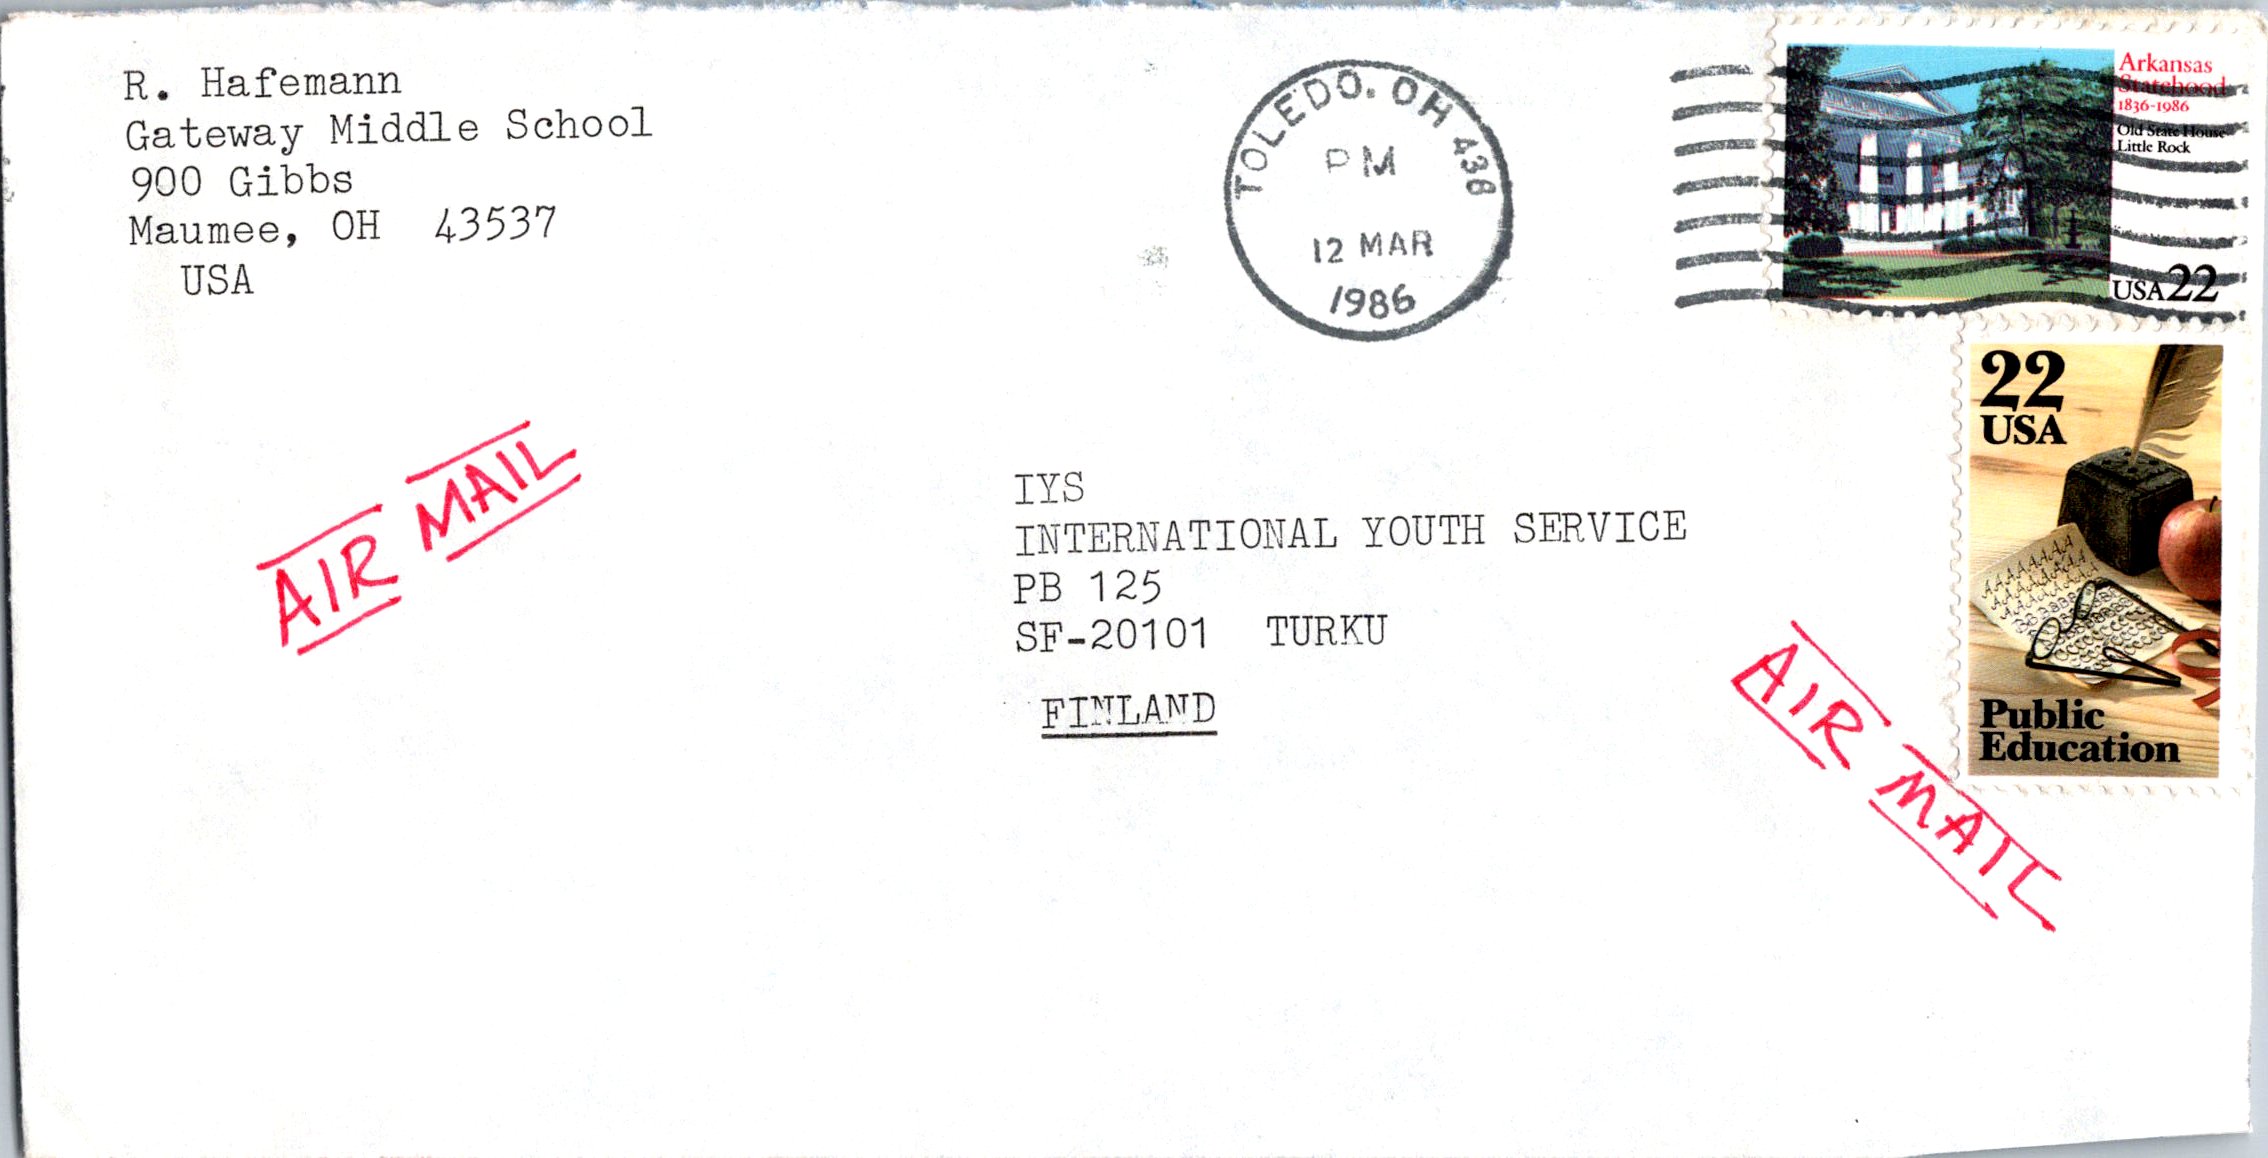 R. Hafemann
Gateway Middle School
900 Gibbs
Maumee, OH 43537
USA
TOLEDO, OH 436
PM
12 MAR
1986
Arkansas
Statehood
1836-1986
Old State House
Little Rock
USA 22
22
USA
Public
Education
AIR MAIL
IYS
INTERNATIONAL YOUTH SERVICE
PB 125
SF-20101 TURKU
FINLAND
AIR MAIL